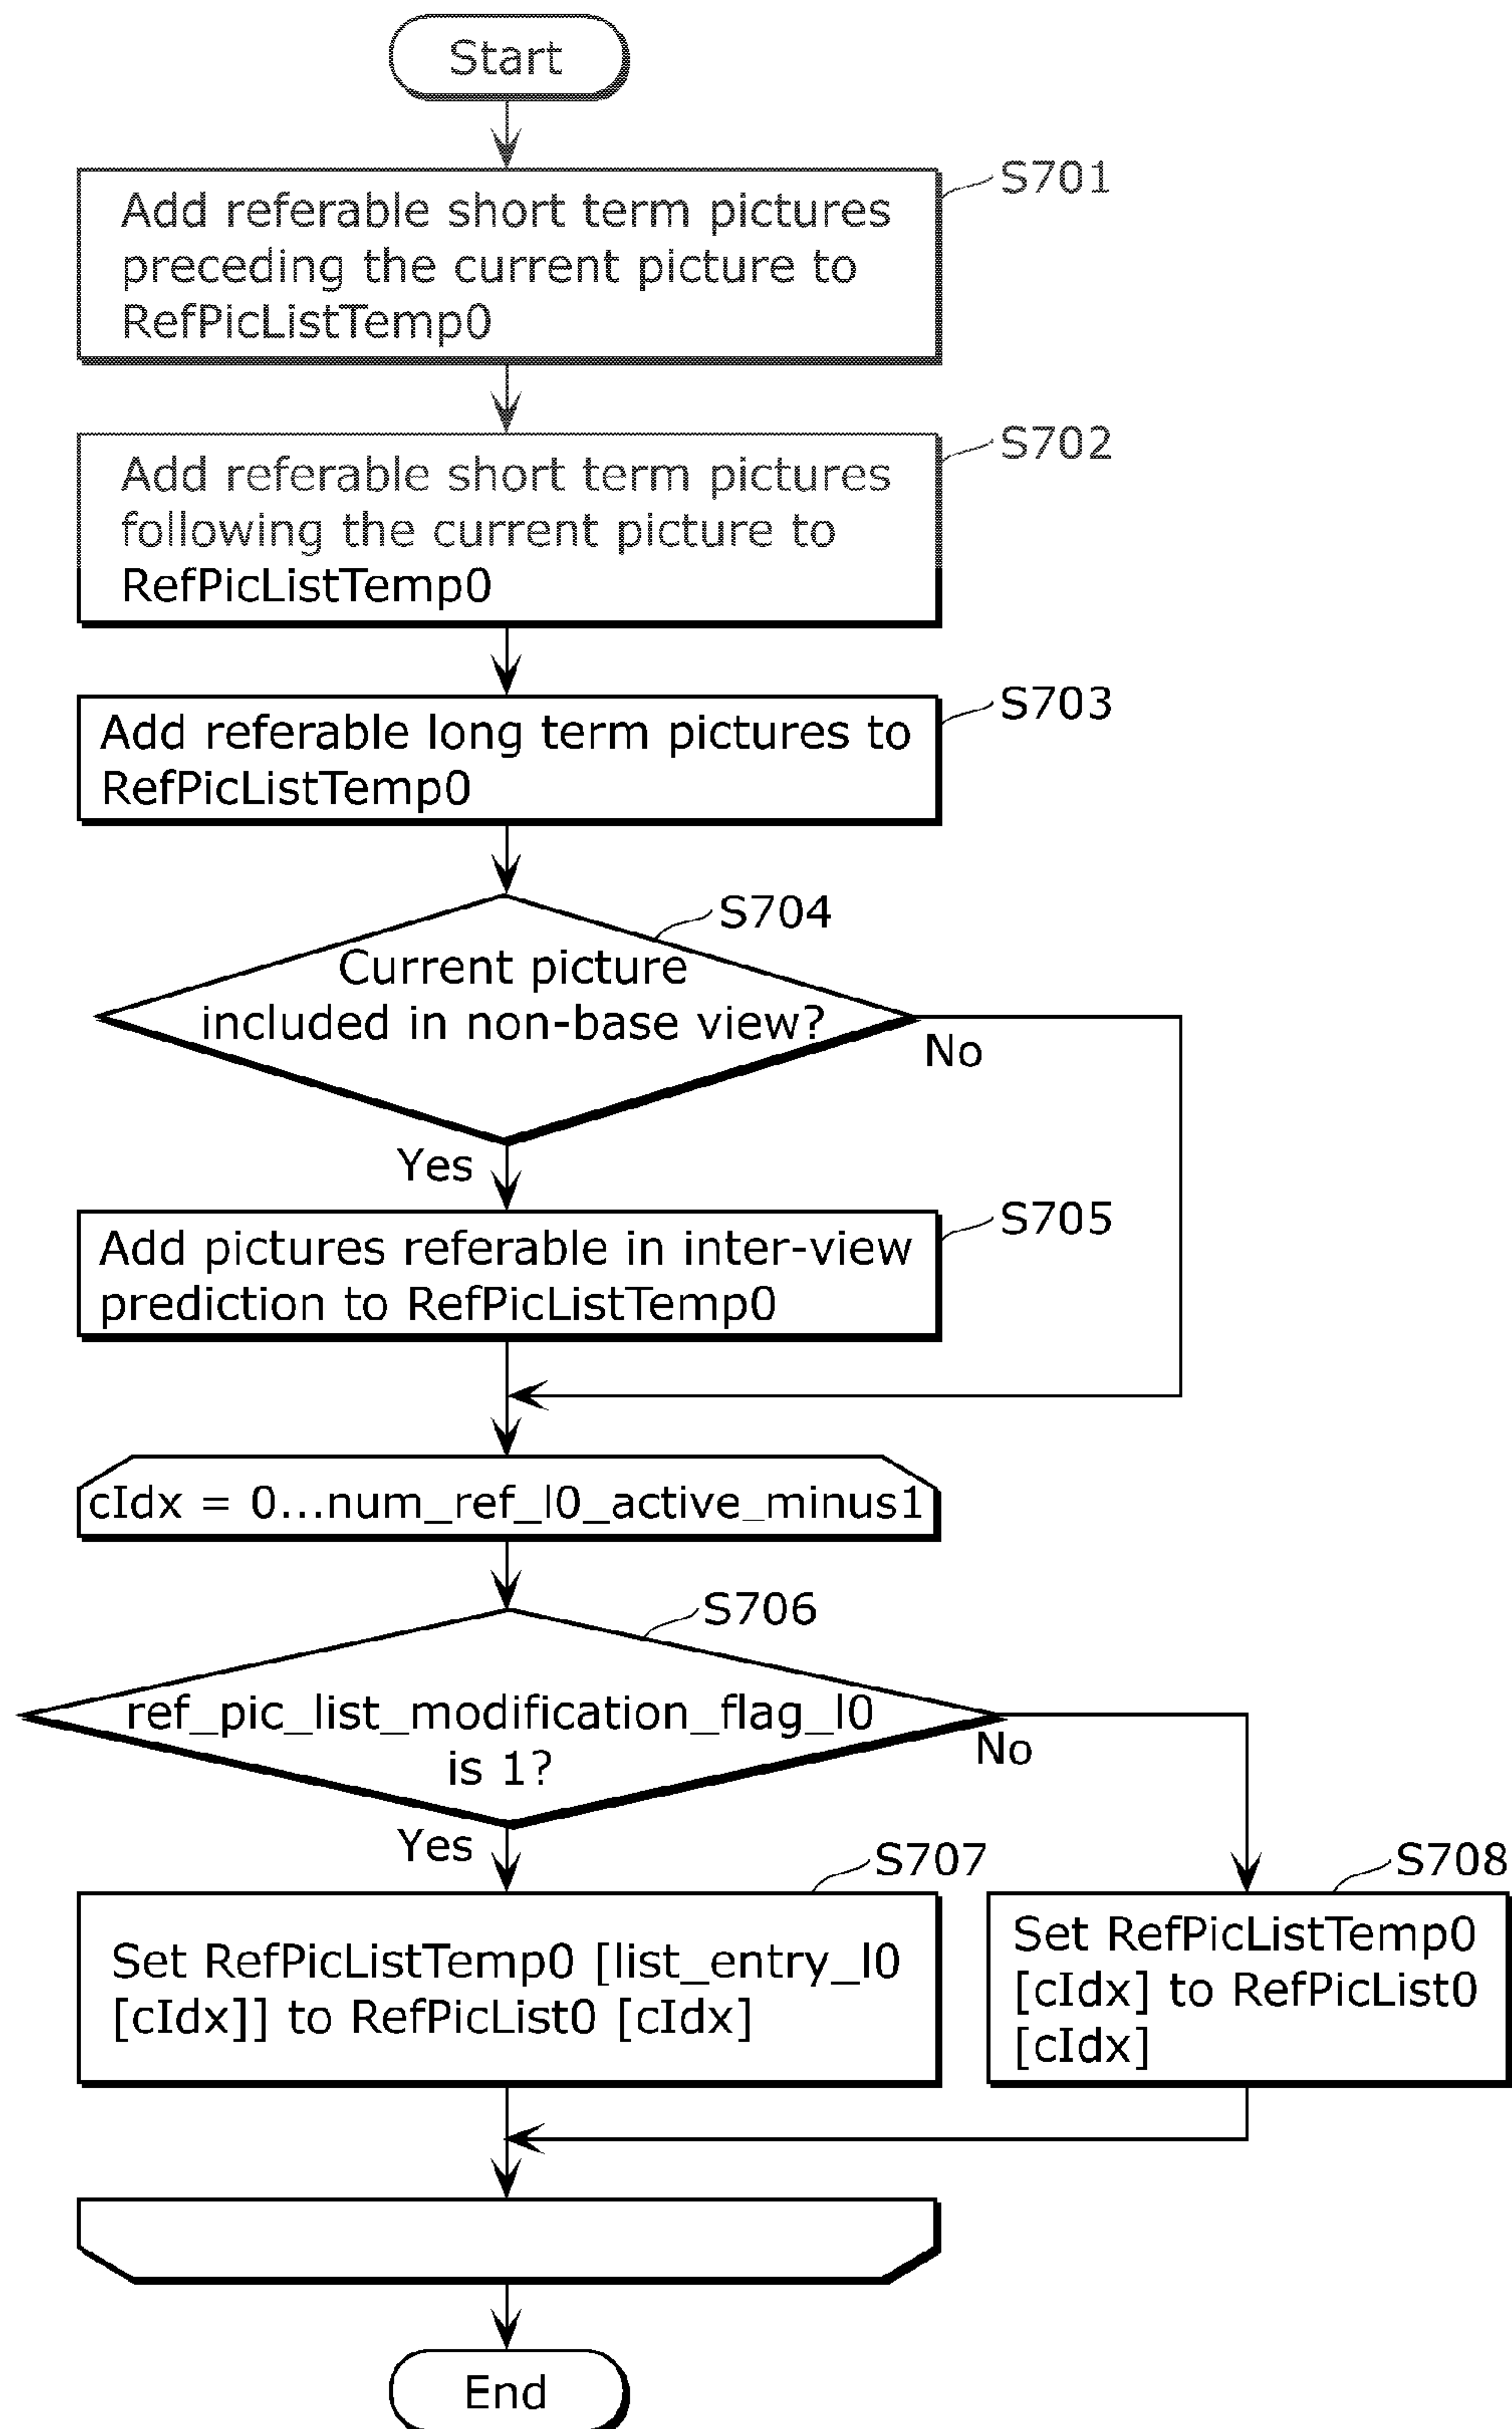 Start
S701
Add referable short term pictures
preceding the current picture to
RefPicListTemp0
S702
Add referable short term pictures
following the current picture to
RefPicListTemp0
S703
Add referable long term pictures to
RefPicListTemp0
S704
Current picture
included in non-base view?
No
Yes
S705
Add pictures referable in inter-view
prediction to RefPicListTemp0
cIdx = 0...num_ref_l0_active_minus1
S706
ref_pic_list_modification_flag_l0
is 1?
No
Yes
S707
Set RefPicListTemp0 [list_entry_l0
[cIdx]] to RefPicList0 [cIdx]
S708
Set RefPicListTemp0
[cIdx] to RefPicList0
[cIdx]
End